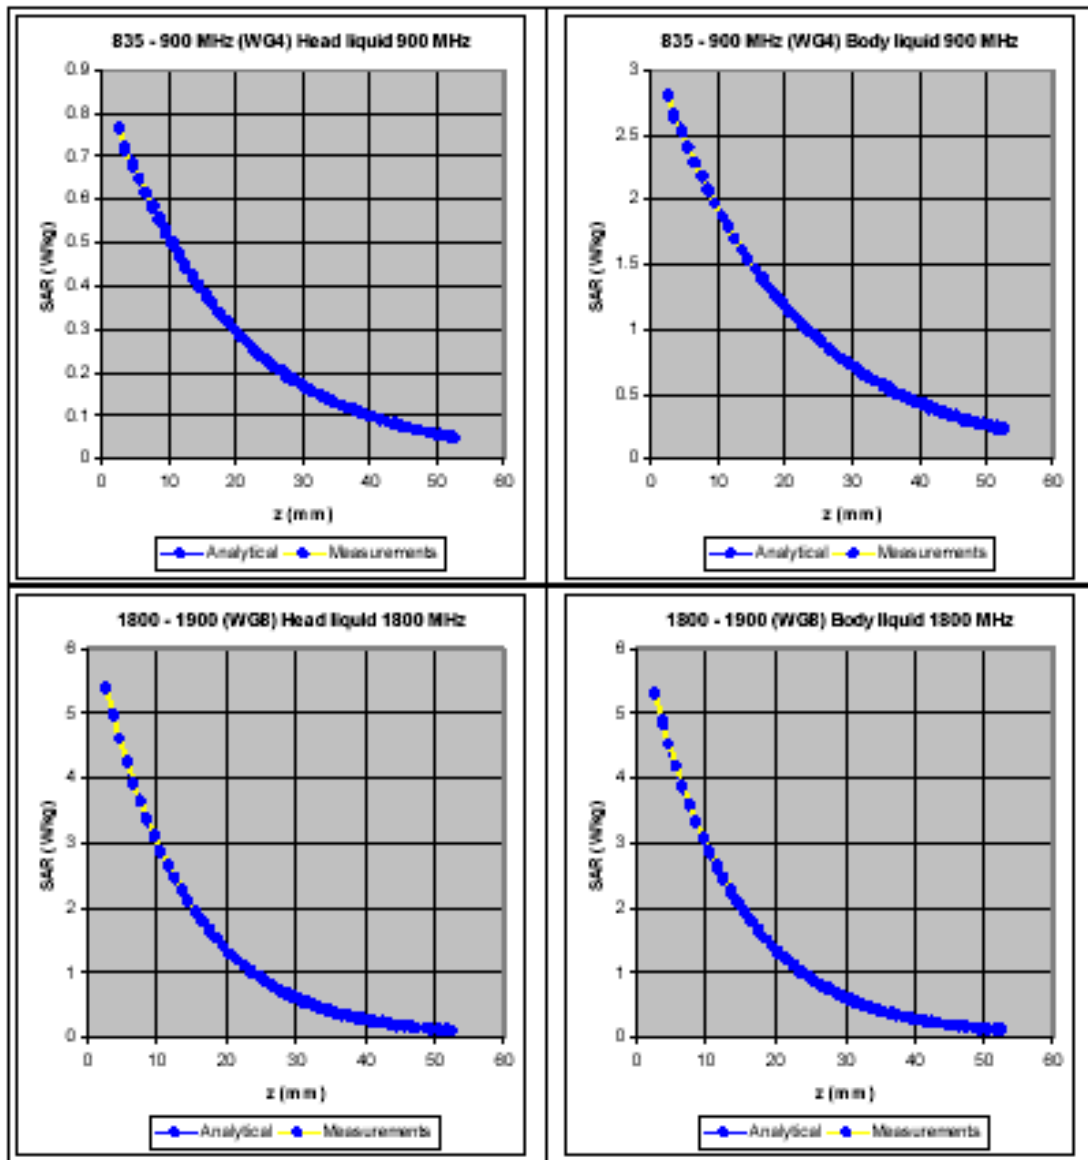 835 - 900 MHz (WG4) Head liquid 900 MHz
0.9
0.8
0.7
0.6
0.5
0.4
0.3
0.2
0.1
0
SAR (W/kg)
0 10 20 30 40 50 60
z (mm)
Analytical Measurements
835 - 900 MHz (WG4) Body liquid 900 MHz
3
2.5
2
1.5
1
0.5
0
SAR (W/kg)
0 10 20 30 40 50 60
z (mm)
Analytical Measurements
1800 - 1900 (WG8) Head liquid 1800 MHz
6
5
4
3
2
1
0
SAR (W/kg)
0 10 20 30 40 50 60
z (mm)
Analytical Measurements
1800 - 1900 (WG8) Body liquid 1800 MHz
6
5
4
3
2
1
0
SAR (W/kg)
0 10 20 30 40 50 60
z (mm)
Analytical Measurements